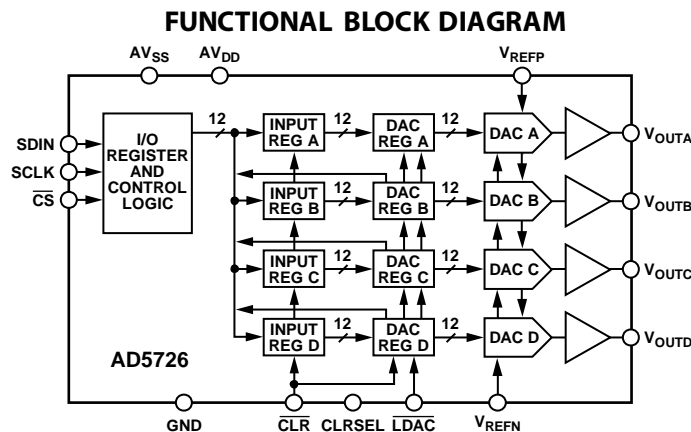 FUNCTIONAL BLOCK DIAGRAM
AVSS
AVDD
VREFP
SDIN
SCLK
CS
I/O
REGISTER
AND
CONTROL
LOGIC
12
INPUT
REG A
12
DAC
REG A
12
DAC A
VOUTA
INPUT
REG B
12
DAC
REG B
12
DAC B
VOUTB
INPUT
REG C
12
DAC
REG C
12
DAC C
VOUTC
INPUT
REG D
12
DAC
REG D
12
DAC D
VOUTD
AD5726
GND
CLR
CLRSEL
LDAC
VREFN